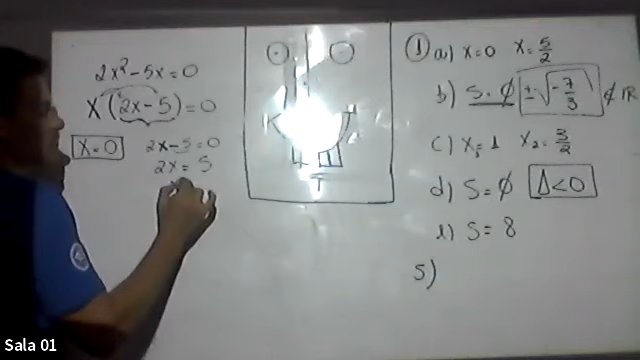 2x² - 5x = 0
x(2x - 5) = 0
x = 0
2x - 5 = 0
2x = 5
① a) x = 0 x = 5/2
b) S = ∅ ±√-7/3 ∉ IR
c) x₁ = 1 x₂ = 3/2
d) S = ∅ Δ < 0
e) S = 8
5)
Sala 01